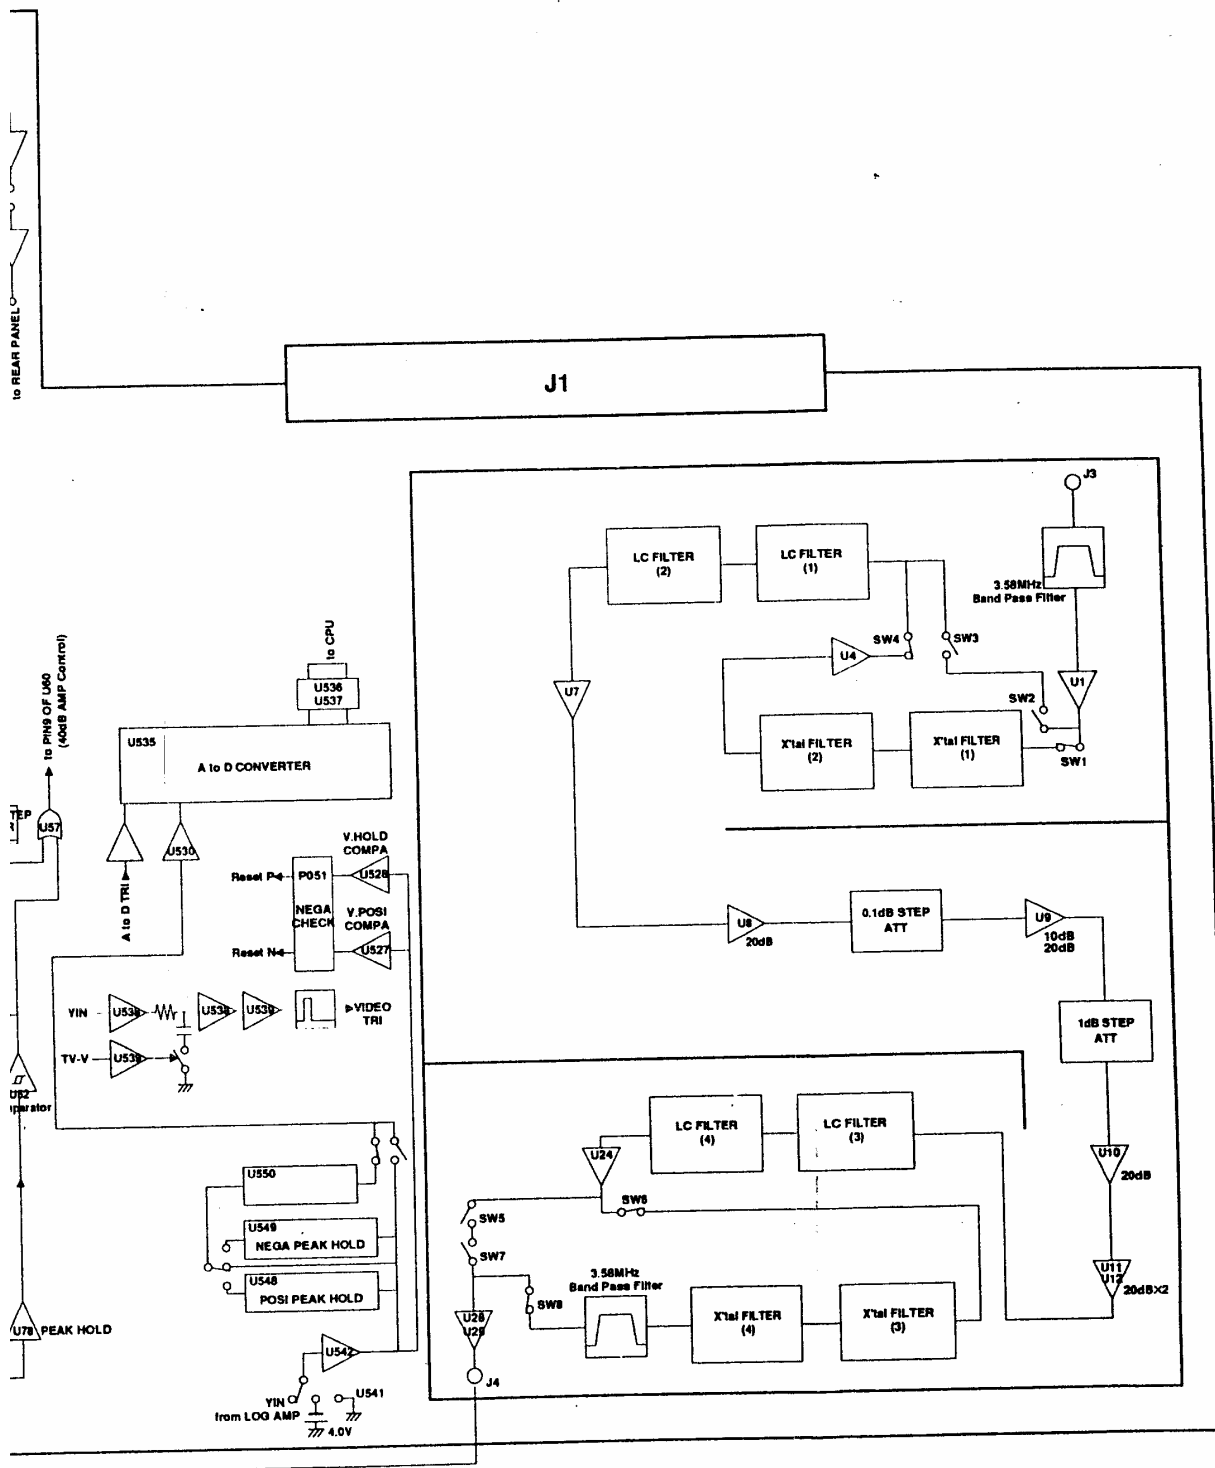 to REAR PANEL
J1
J3
LC FILTER
(2)
LC FILTER
(1)
3.58MHz
Band Pass Filter
SW4
SW3
U4
U1
U7
SW2
X'tal FILTER
(2)
X'tal FILTER
(1)
SW1
to PIN9 OF U60
(40dB AMP Control)
to CPU
U536
U537
U535
A to D CONVERTER
TEP
U57
U530
A to D TRI
V.HOLD
COMPA
Reset P
P051
U528
NEGA
CHECK
V.POSI
COMPA
Reset N
U527
U8
20dB
0.1dB STEP
ATT
U9
10dB
20dB
YIN
U538
U538
U539
VIDEO
TRI
TV-V
U539
1dB STEP
ATT
U62
parator
LC FILTER
(4)
LC FILTER
(3)
U24
U10
20dB
U550
SW6
SW5
U549
NEGA PEAK HOLD
SW7
U548
POSI PEAK HOLD
3.58MHz
Band Pass Filter
SW8
U11
U12
20dB×2
X'tal FILTER
(4)
X'tal FILTER
(3)
U28
U29
U78
PEAK HOLD
U542
J4
YIN
from LOG AMP
U541
4.0V